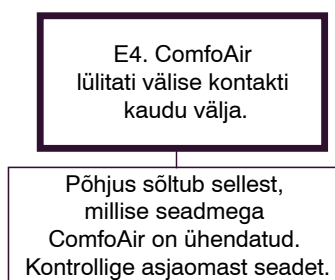 E4. ComfoAir
lülitati välise kontakti
kaudu välja.
Põhjus sõltub sellest,
millise seadmega
ComfoAir on ühendatud.
Kontrollige asjaomast seadet.